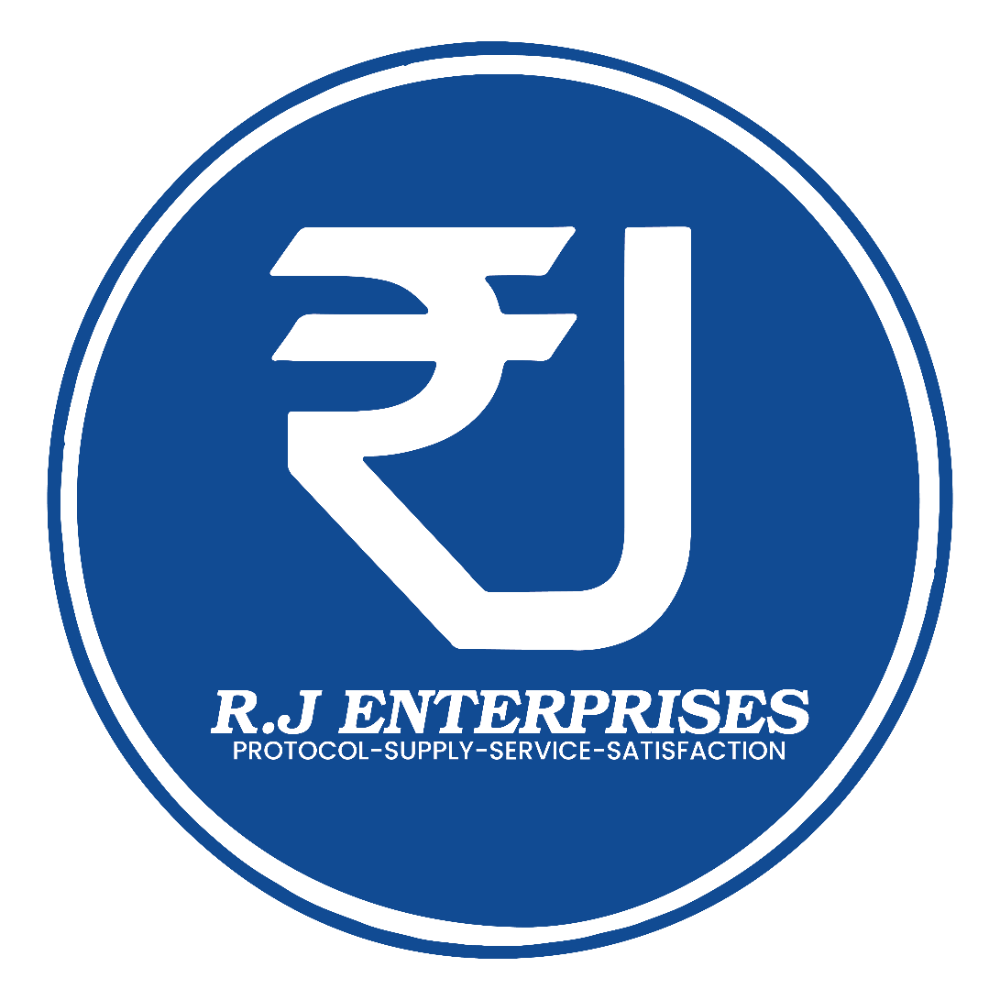 ₹J
R.J ENTERPRISES
PROTOCOL-SUPPLY-SERVICE-SATISFACTION